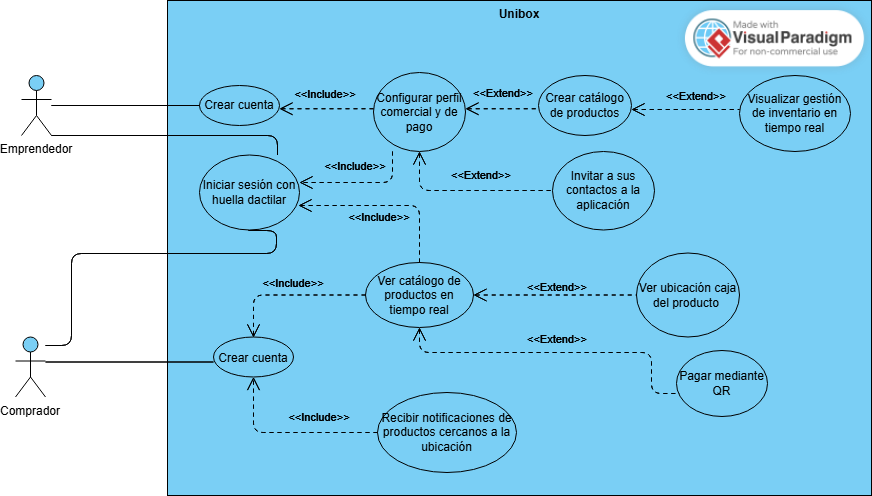 Unibox
Made with
VisualParadigm
For non-commercial use
Emprendedor
Crear cuenta
<<Include>>
Configurar perfil
comercial y de
pago
<<Extend>>
Crear catálogo
de productos
<<Extend>>
Visualizar gestión
de inventario en
tiempo real
Iniciar sesión con
huella dactilar
<<Include>>
<<Extend>>
Invitar a sus
contactos a la
aplicación
<<Include>>
<<Include>>
Ver catálogo de
productos en
tiempo real
<<Extend>>
Ver ubicación caja
del producto
Comprador
Crear cuenta
<<Extend>>
Pagar mediante
QR
<<Include>>
Recibir notificaciones de
productos cercanos a la
ubicación